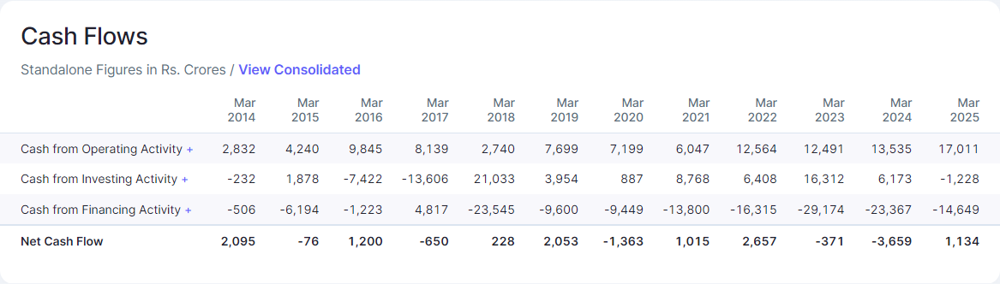 Cash Flows
Standalone Figures in Rs. Crores / View Consolidated
Mar 2014 Mar 2015 Mar 2016 Mar 2017 Mar 2018 Mar 2019 Mar 2020 Mar 2021 Mar 2022 Mar 2023 Mar 2024 Mar 2025
Cash from Operating Activity + 2,832 4,240 9,845 8,139 2,740 7,699 7,199 6,047 12,564 12,491 13,535 17,011
Cash from Investing Activity + -232 1,878 -7,422 -13,606 21,033 3,954 887 8,768 6,408 16,312 6,173 -1,228
Cash from Financing Activity + -506 -6,194 -1,223 4,817 -23,545 -9,600 -9,449 -13,800 -16,315 -29,174 -23,367 -14,649
Net Cash Flow 2,095 -76 1,200 -650 228 2,053 -1,363 1,015 2,657 -371 -3,659 1,134